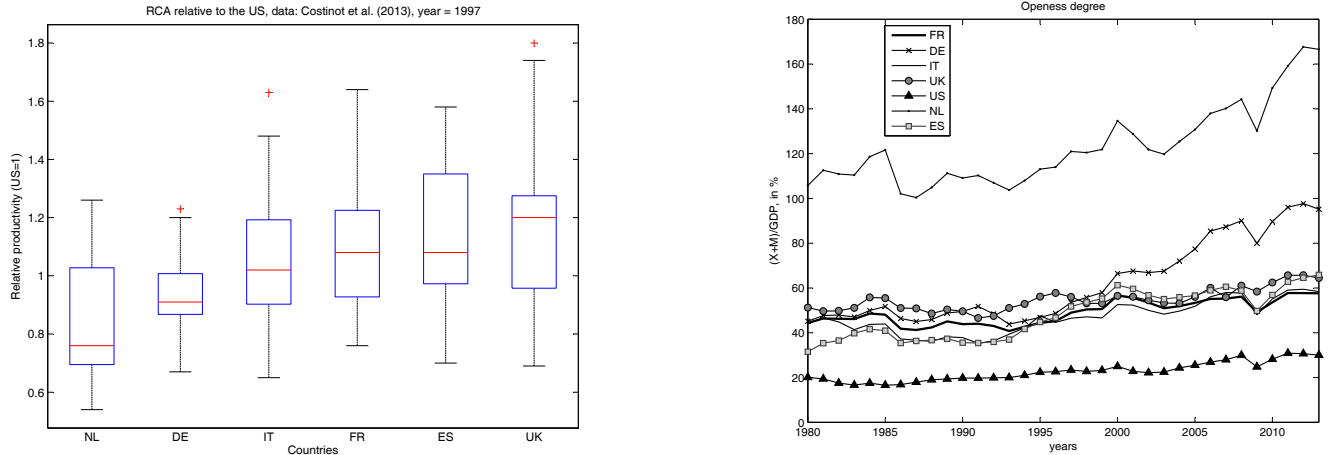 RCA relative to the US, data: Costinot et al. (2013), year = 1997
Relative productivity (US=1)
1.8
1.6
1.4
1.2
1
0.8
0.6
NL DE IT FR ES UK
Countries
Openess degree
(X+M)/GDP, in %
180
160
140
120
100
80
60
40
20
0
FR
DE
IT
UK
US
NL
ES
1980 1985 1990 1995 2000 2005 2010
years